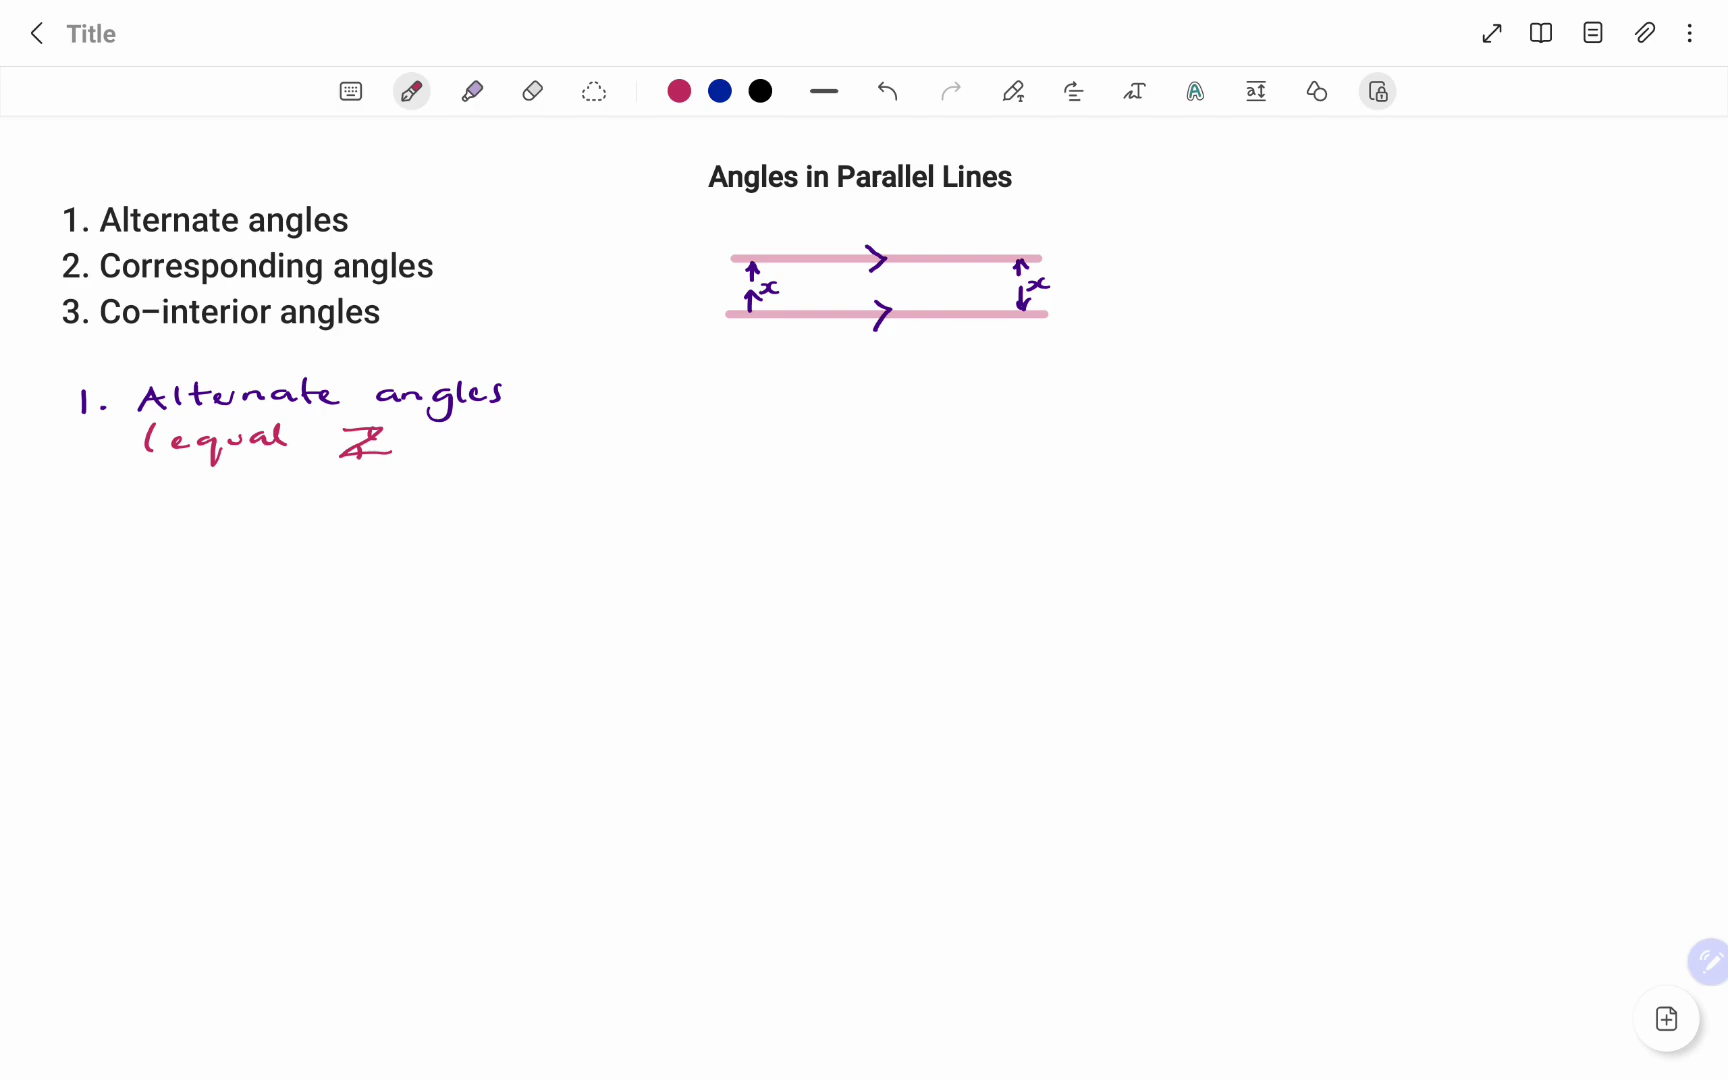 Title
Angles in Parallel Lines
1. Alternate angles
2. Corresponding angles
3. Co-interior angles
x x
1. Alternate angles
(equal Z